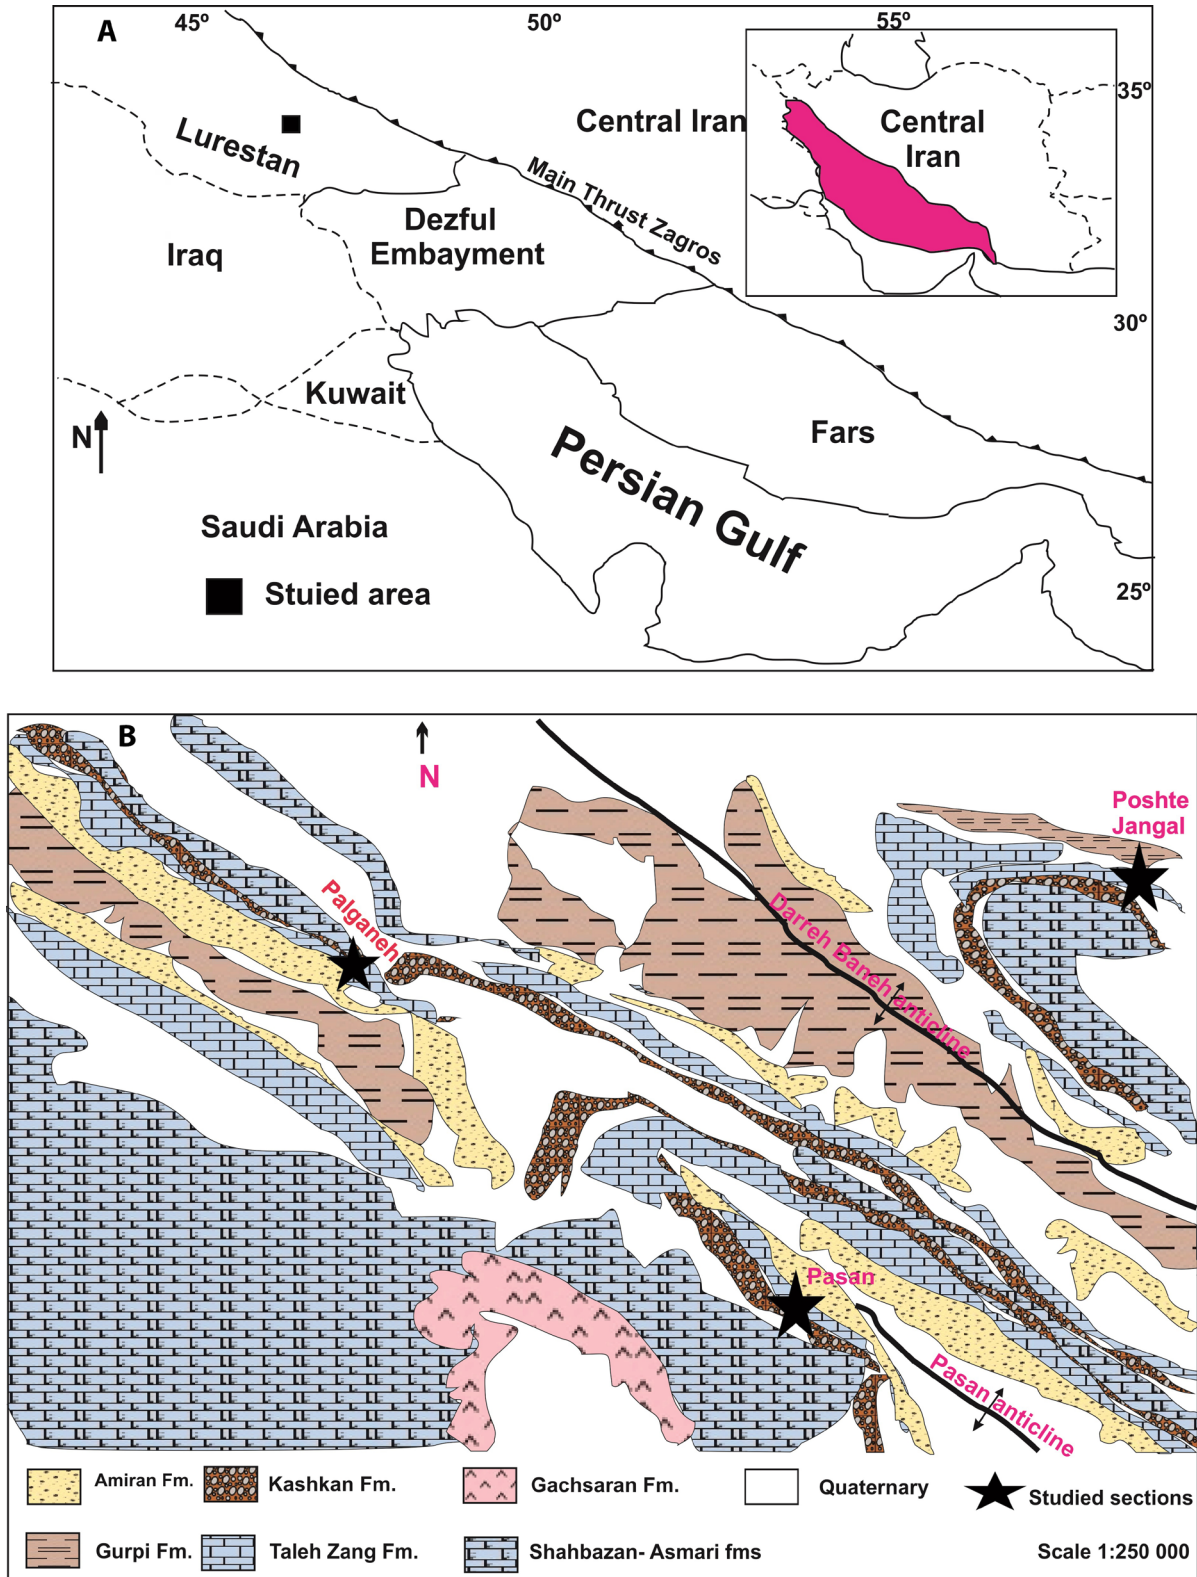 A
45º
50º
55º
35º
30º
25º
Central Iran
Central
Iran
Lurestan
Main Thrust Zagros
Dezful
Embayment
Iraq
Kuwait
Fars
N
Persian Gulf
Saudi Arabia
Stuied area
B
N
Poshte
Jangal
Palganeh
Darreh Baneh anticline
Pasan
Pasan anticline
Amiran Fm.
Kashkan Fm.
Gachsaran Fm.
Quaternary
Studied sections
Gurpi Fm.
Taleh Zang Fm.
Shahbazan- Asmari fms
Scale 1:250 000